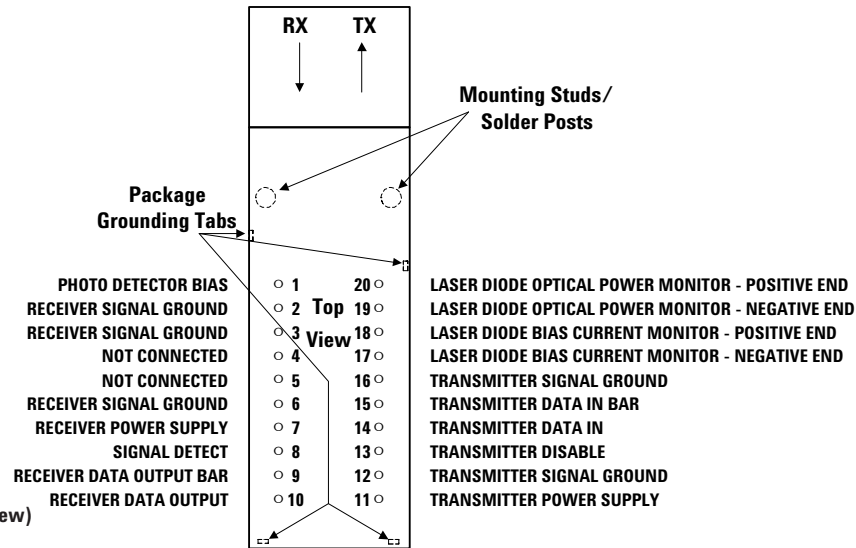 RX TX
Mounting Studs/
Solder Posts
Package
Grounding Tabs
PHOTO DETECTOR BIAS 1 20 LASER DIODE OPTICAL POWER MONITOR - POSITIVE END
RECEIVER SIGNAL GROUND 2 Top 19 LASER DIODE OPTICAL POWER MONITOR - NEGATIVE END
RECEIVER SIGNAL GROUND 3 View 18 LASER DIODE BIAS CURRENT MONITOR - POSITIVE END
NOT CONNECTED 4 17 LASER DIODE BIAS CURRENT MONITOR - NEGATIVE END
NOT CONNECTED 5 16 TRANSMITTER SIGNAL GROUND
RECEIVER SIGNAL GROUND 6 15 TRANSMITTER DATA IN BAR
RECEIVER POWER SUPPLY 7 14 TRANSMITTER DATA IN
SIGNAL DETECT 8 13 TRANSMITTER DISABLE
RECEIVER DATA OUTPUT BAR 9 12 TRANSMITTER SIGNAL GROUND
RECEIVER DATA OUTPUT 10 11 TRANSMITTER POWER SUPPLY
ew)